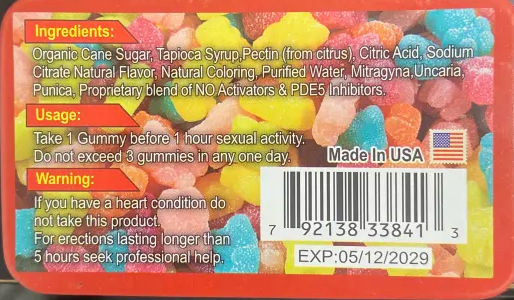 Ingredients:
Organic Cane Sugar, Tapioca Syrup,Pectin (from citrus), Citric Acid, Sodium
Citrate Natural Flavor, Natural Coloring, Purified Water, Mitragyna,Uncaria,
Punica, Proprietary blend of NO Activators & PDE5 Inhibitors.
Usage:
Take 1 Gummy before 1 hour sexual activity.
Do not exceed 3 gummies in any one day.
Made In USA
Warning:
If you have a heart condition do
not take this product.
For erections lasting longer than
5 hours seek professional help.
7 92138 33841 3
EXP:05/12/2029